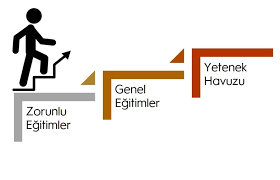 Zorunlu
Eğitimler
Genel
Eğitimler
Yetenek
Havuzu